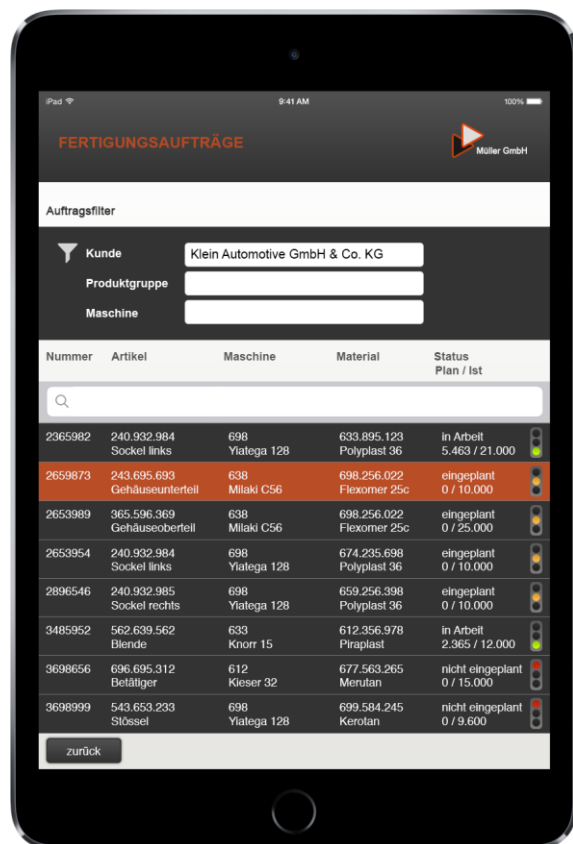 iPad 9:41 AM 100%
FERTIGUNGSAUFTRÄGE
Müller GmbH
Auftragsfilter
Kunde Klein Automotive GmbH & Co. KG
Produktgruppe
Maschine
Nummer Artikel Maschine Material Status
Plan / Ist
2365982 240.932.984 698 633.895.123 in Arbeit
Sockel links Yiatega 128 Polyplast 36 5.463 / 21.000
2659873 243.695.693 638 698.256.022 eingeplant
Gehäuseunterteil Milaki C56 Flexomer 25c 0 / 10.000
2653989 365.596.369 638 698.256.022 eingeplant
Gehäuseoberteil Milaki C56 Flexomer 25c 0 / 25.000
2653954 240.932.984 698 674.235.698 eingeplant
Sockel links Yiatega 128 Polyplast 36 0 / 10.000
2896546 240.932.985 698 659.256.398 eingeplant
Sockel rechts Yiatega 128 Polyplast 36 0 / 10.000
3485952 562.639.562 633 612.356.978 in Arbeit
Blende Knorr 15 Piraplast 2.365 / 12.000
3698656 696.695.312 612 677.563.265 nicht eingeplant
Betätiger Kieser 32 Merutan 0 / 15.000
3698999 543.653.233 698 699.584.245 nicht eingeplant
Stössel Yiatega 128 Kerotan 0 / 9.600
zurück